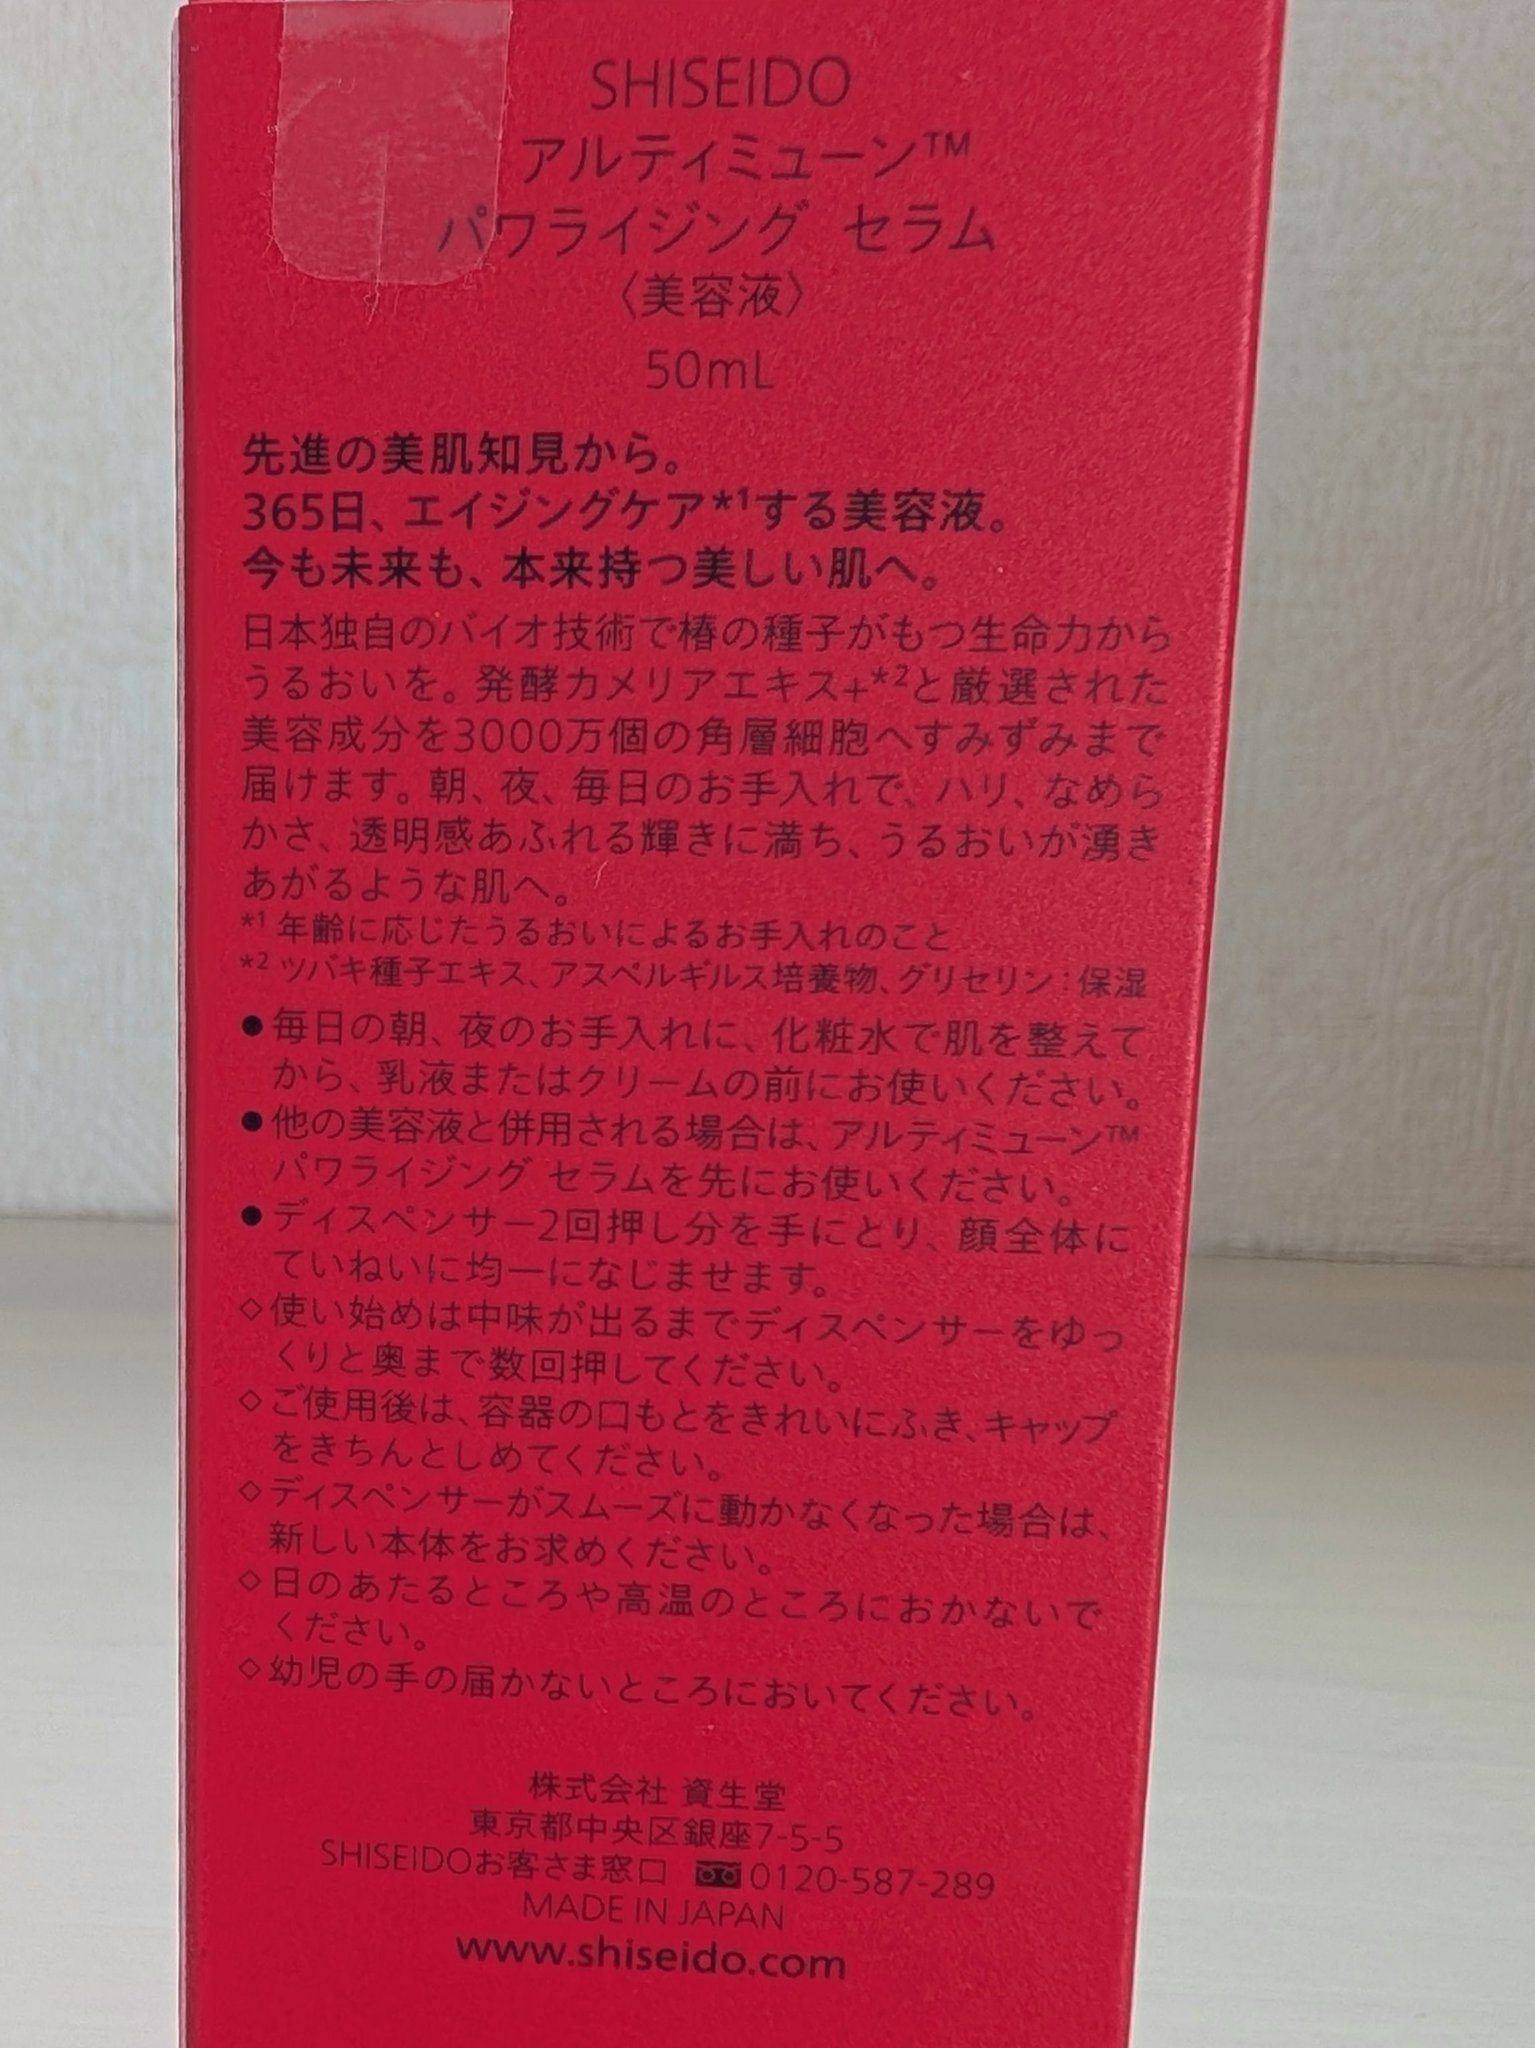 SHISEIDO
アルティミューン™
パワライジング セラム
〈美容液〉
50mL
先進の美肌知見から。
365日、エイジングケア*1する美容液。
今も未来も、本来持つ美しい肌へ。
日本独自のバイオ技術で椿の種子がもつ生命力から
うるおいを。発酵カメリアエキス+*2と厳選された
美容成分を3000万個の角層細胞へすみずみまで
届けます。朝、夜、毎日のお手入れで、ハリ、なめら
かさ、透明感あふれる輝きに満ち、うるおいが湧き
あがるような肌へ。
*1 年齢に応じたうるおいによるお手入れのこと
*2 ツバキ種子エキス、アスペルギルス培養物、グリセリン：保湿
●毎日の朝、夜のお手入れに、化粧水で肌を整えて
から、乳液またはクリームの前にお使いください。
●他の美容液と併用される場合は、アルティミューン™
パワライジング セラムを先にお使いください。
●ディスペンサー2回押し分を手にとり、顔全体に
ていねいに均一になじませます。
◇使い始めは中味が出るまでディスペンサーをゆっ
くりと奥まで数回押してください。
◇ご使用後は、容器の口もとをきれいにふき、キャップ
をきちんとしめてください。
◇ディスペンサーがスムーズに動かなくなった場合は、
新しい本体をお求めください。
◇日のあたるところや高温のところにおかないで
ください。
◇幼児の手の届かないところにおいてください。
株式会社 資生堂
東京都中央区銀座7-5-5
SHISEIDOお客さま窓口 0120-587-289
MADE IN JAPAN
www.shiseido.com